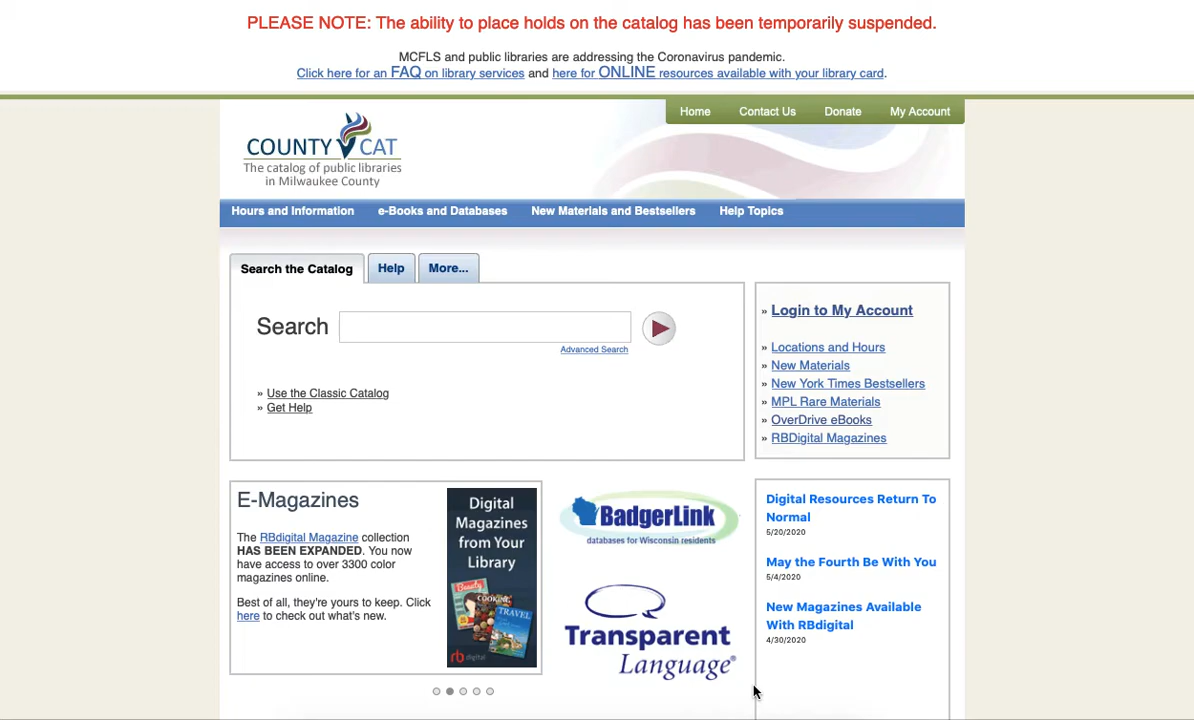 PLEASE NOTE: The ability to place holds on the catalog has been temporarily suspended.
MCFLS and public libraries are addressing the Coronavirus pandemic.
Click here for an FAQ on library services and here for ONLINE resources available with your library card.
Home Contact Us Donate My Account
COUNTY CAT
The catalog of public libraries
in Milwaukee County
Hours and Information e-Books and Databases New Materials and Bestsellers Help Topics
Search the Catalog Help More...
Search
Advanced Search
» Use the Classic Catalog
» Get Help
» Login to My Account
» Locations and Hours
» New Materials
» New York Times Bestsellers
» MPL Rare Materials
» OverDrive eBooks
» RBDigital Magazines
E-Magazines
The RBdigital Magazine collection
HAS BEEN EXPANDED. You now
have access to over 3300 color
magazines online.
Best of all, they're yours to keep. Click
here to check out what's new.
Digital
Magazines
from Your
Library
Beauty
COOKING
TRAVEL
rb digital
BadgerLink
databases for Wisconsin residents
Transparent
Language®
Digital Resources Return To
Normal
5/20/2020
May the Fourth Be With You
5/4/2020
New Magazines Available
With RBdigital
4/30/2020